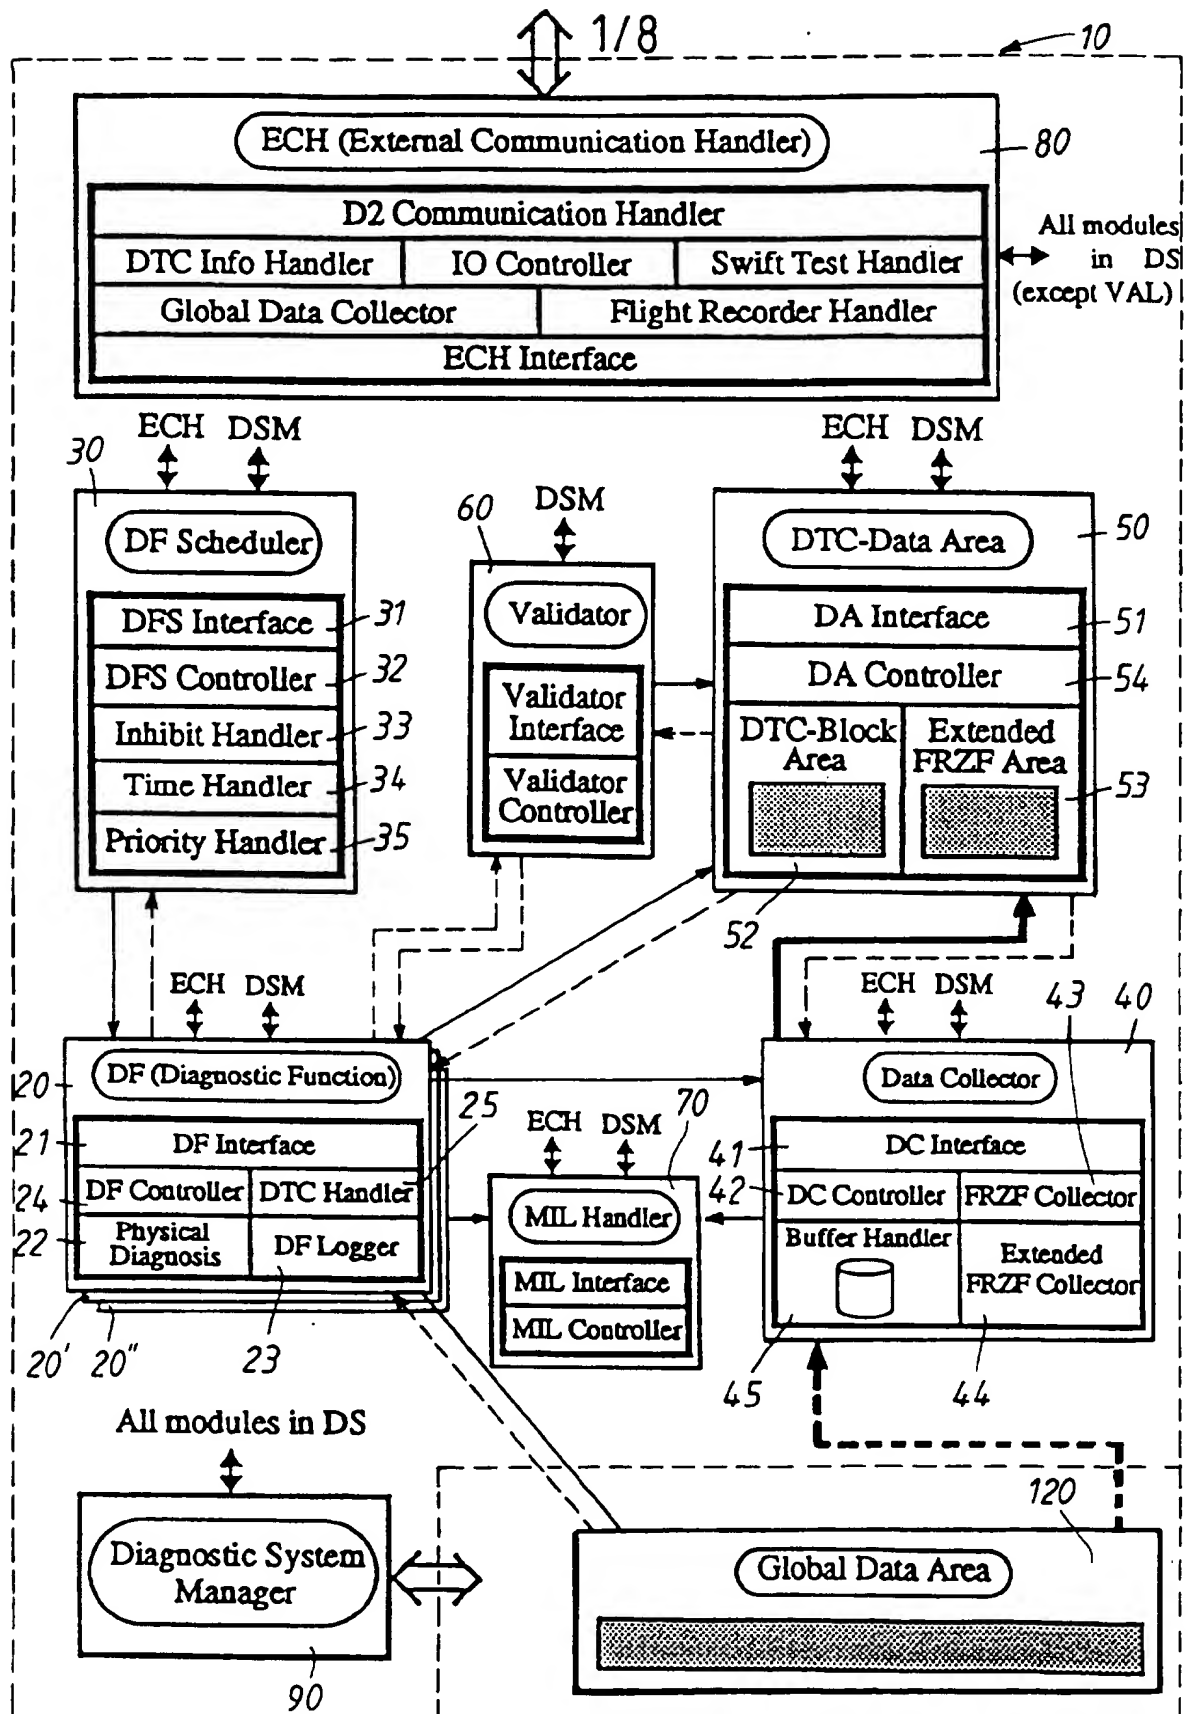 1/8
10
ECH (External Communication Handler)
80
D2 Communication Handler
DTC Info Handler
IO Controller
Swift Test Handler
Global Data Collector
Flight Recorder Handler
ECH Interface
All modules
in DS
(except VAL)
ECH DSM
30
DF Scheduler
DFS Interface
31
DFS Controller
32
Inhibit Handler
33
Time Handler
34
Priority Handler
35
DSM
60
Validator
Validator
Interface
Validator
Controller
ECH DSM
DTC-Data Area
50
DA Interface
51
DA Controller
54
DTC-Block
Area
Extended
FRZF Area
53
52
ECH DSM
20
DF (Diagnostic Function)
21
DF Interface
25
24
DF Controller
DTC Handler
22
Physical
Diagnosis
DF Logger
20'
20"
23
ECH DSM
70
MIL Handler
MIL Interface
MIL Controller
ECH DSM
43
40
Data Collector
41
DC Interface
42
DC Controller
FRZF Collector
Buffer Handler
Extended
FRZF Collector
45
44
All modules in DS
Diagnostic System
Manager
90
120
Global Data Area